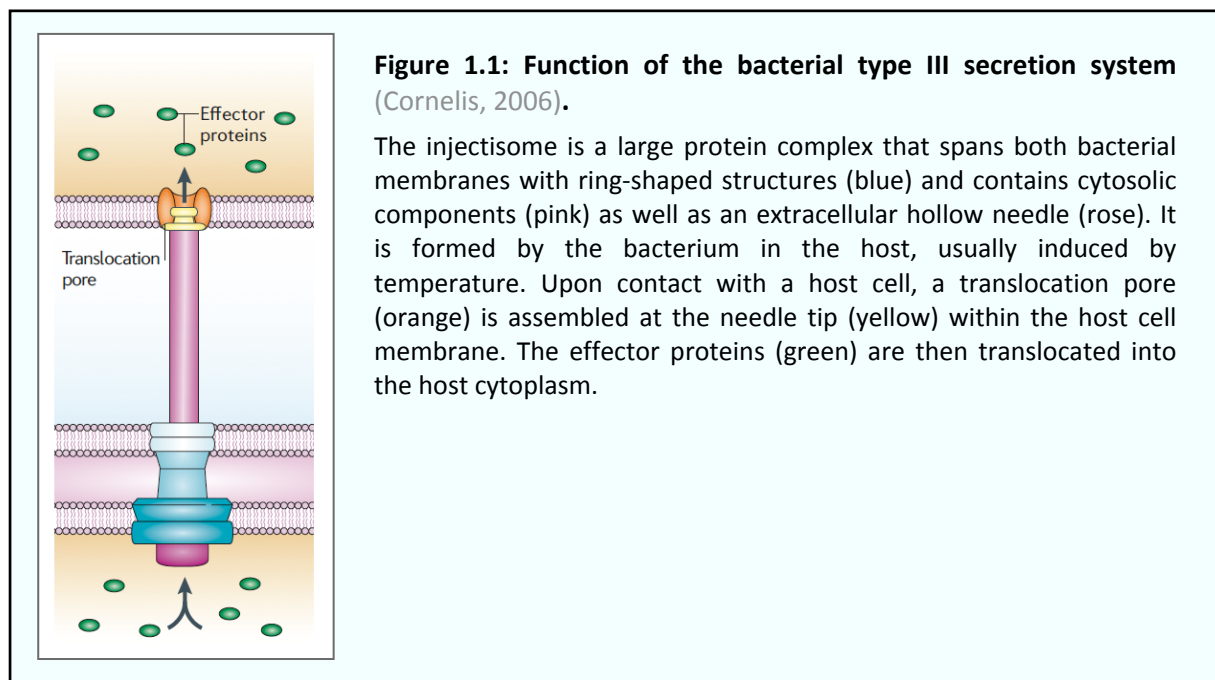 Effector
proteins
Translocation
pore
Figure 1.1: Function of the bacterial type III secretion system
(Cornelis, 2006).
The injectisome is a large protein complex that spans both bacterial
membranes with ring-shaped structures (blue) and contains cytosolic
components (pink) as well as an extracellular hollow needle (rose). It
is formed by the bacterium in the host, usually induced by
temperature. Upon contact with a host cell, a translocation pore
(orange) is assembled at the needle tip (yellow) within the host cell
membrane. The effector proteins (green) are then translocated into
the host cytoplasm.